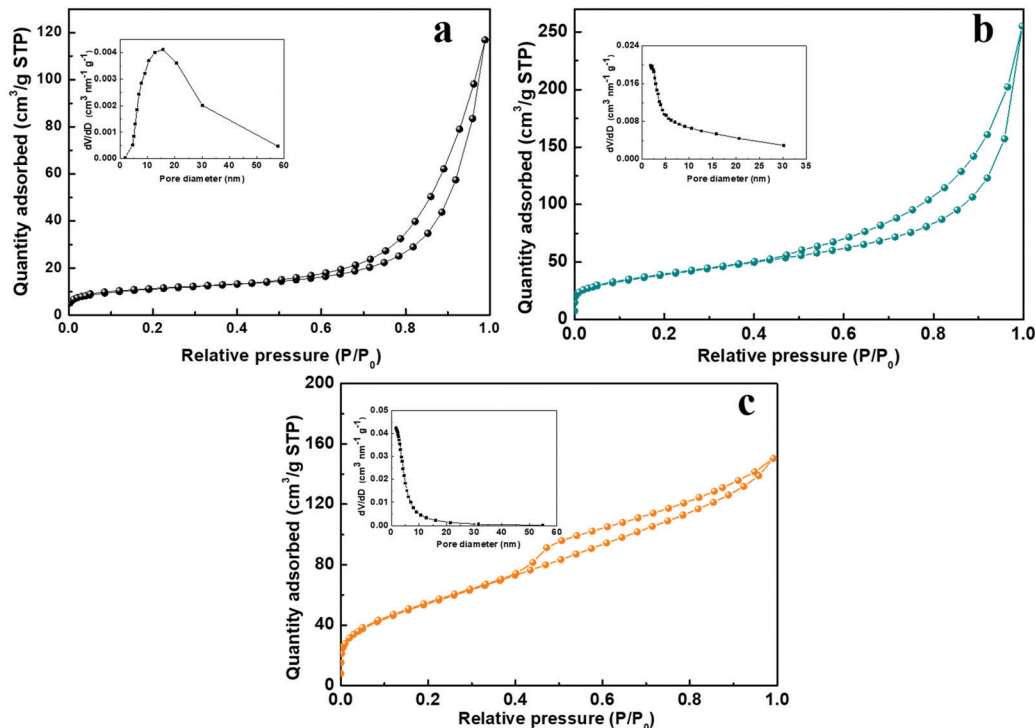 a
Quantity adsorbed (cm³/g STP)
120
100
80
60
40
20
0
0.0 0.2 0.4 0.6 0.8 1.0
Relative pressure (P/P₀)
dV/dD (cm³ nm⁻¹ g⁻¹)
0.004
0.003
0.002
0.001
0.000
0 10 20 30 40 50 60
Pore diameter (nm)
b
Quantity adsorbed (cm³/g STP)
250
200
150
100
50
0
0.0 0.2 0.4 0.6 0.8 1.0
Relative pressure (P/P₀)
dV/dD (cm³ nm⁻¹ g⁻¹)
0.024
0.016
0.008
0.000
0 5 10 15 20 25 30 35
Pore diameter (nm)
c
Quantity adsorbed (cm³/g STP)
200
160
120
80
40
0
0.0 0.2 0.4 0.6 0.8 1.0
Relative pressure (P/P₀)
dV/dD (cm³ nm⁻¹ g⁻¹)
0.05
0.04
0.03
0.02
0.01
0.00
0 10 20 30 40 50 60
Pore diameter (nm)